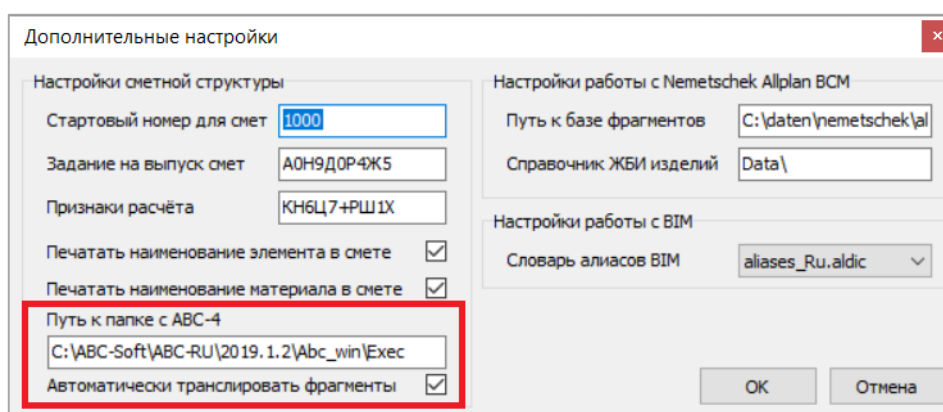 Дополнительные настройки
Настройки сметной структуры
Стартовый номер для смет 1000
Задание на выпуск смет А0Н9Д0Р4Ж5
Признаки расчёта КН6Ц7+РШ1Х
Печатать наименование элемента в смете
Печатать наименование материала в смете
Путь к папке с АВС-4
C:\ABC-Soft\ABC-RU\2019.1.2\Abc_win\Exec
Автоматически транслировать фрагменты
Настройки работы с Nemetschek Allplan BCM
Путь к базе фрагментов C:\daten\nemetschek\al
Справочник ЖБИ изделий Data\
Настройки работы с BIM
Словарь алиасов BIM aliases_Ru.aldic
OK Отмена